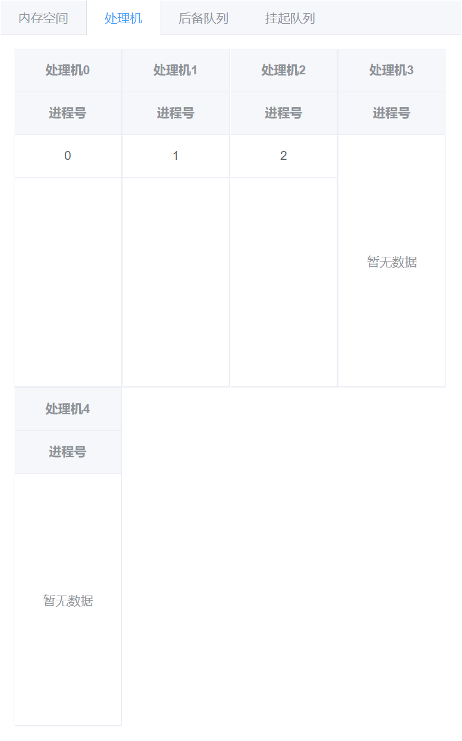 内存空间 处理机 后备队列 挂起队列
处理机0 处理机1 处理机2 处理机3
进程号 进程号 进程号 进程号
0 1 2
暂无数据
处理机4
进程号
暂无数据